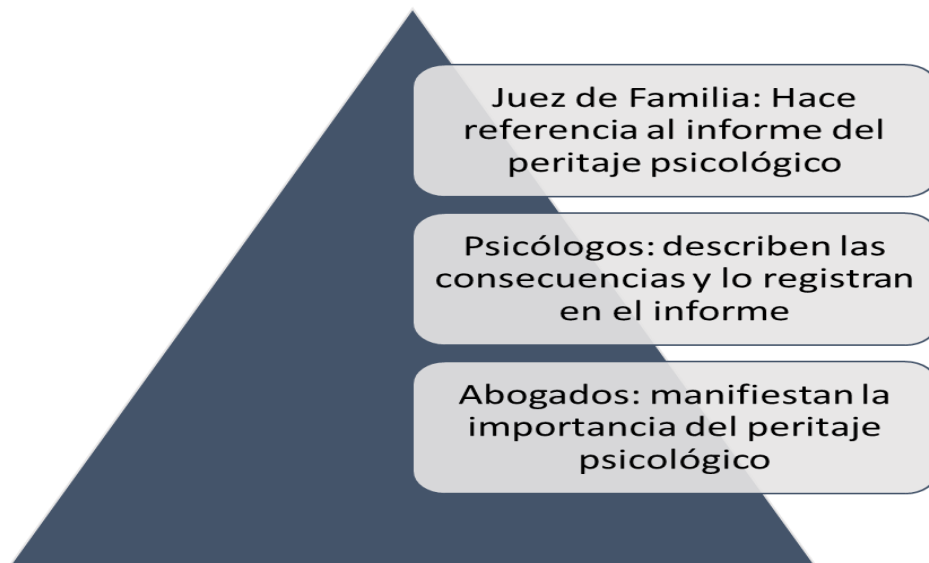 Juez de Familia: Hace
referencia al informe del
peritaje psicológico
Psicólogos: describen las
consecuencias y lo registran
en el informe
Abogados: manifiestan la
importancia del peritaje
psicológico